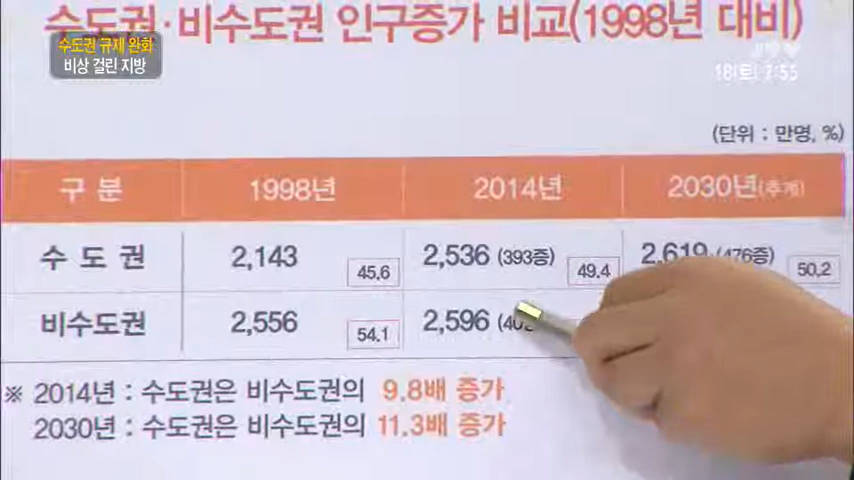 수도권·비수도권 인구증가 비교(1998년 대비)
수도권 규제 완화
비상 걸린 지방
JTV
18(토) 7:55
(단위 : 만명, %)
구 분 1998년 2014년 2030년(추계)
수 도 권 2,143 45.6 2,536 (393증) 49.4 2,619 (476증) 50.2
비수도권 2,556 54.1 2,596
※ 2014년 : 수도권은 비수도권의 9.8배 증가
2030년 : 수도권은 비수도권의 11.3배 증가